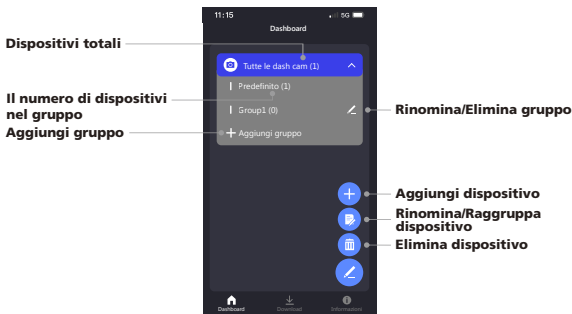 11:15
5G
Dashboard
Dispositivi totali
Tutte le dash cam (1)
Predefinito (1)
Il numero di dispositivi
nel gruppo
Group1 (0)
Rinomina/Elimina gruppo
Aggiungi gruppo
Aggiungi gruppo
Aggiungi dispositivo
Rinomina/Raggruppa
dispositivo
Elimina dispositivo
Dashboard
Download
Informazioni